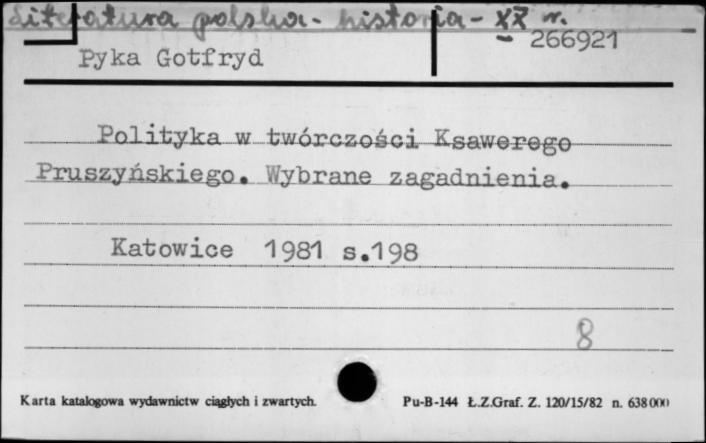 Literatura polska - historia - XX w.
266921
Pyka Gotfryd
Polityka w twórczości Ksawerego
Pruszyńskiego. Wybrane zagadnienia.
Katowice 1981 s.198
8
Karta katalogowa wydawnictw ciągłych i zwartych. Pu-B-144 Ł.Z.Graf. Z. 120/15/82 n. 638000